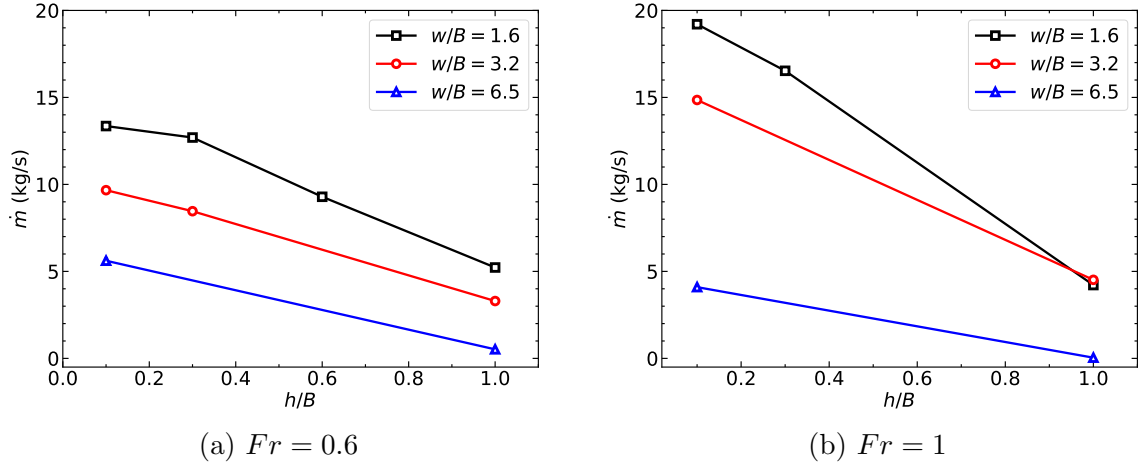 20
15
10
5
0
ṁ (kg/s)
0.0 0.2 0.4 0.6 0.8 1.0
h/B
w/B = 1.6
w/B = 3.2
w/B = 6.5
(a) Fr = 0.6
20
15
10
5
0
ṁ (kg/s)
0.2 0.4 0.6 0.8 1.0
h/B
w/B = 1.6
w/B = 3.2
w/B = 6.5
(b) Fr = 1